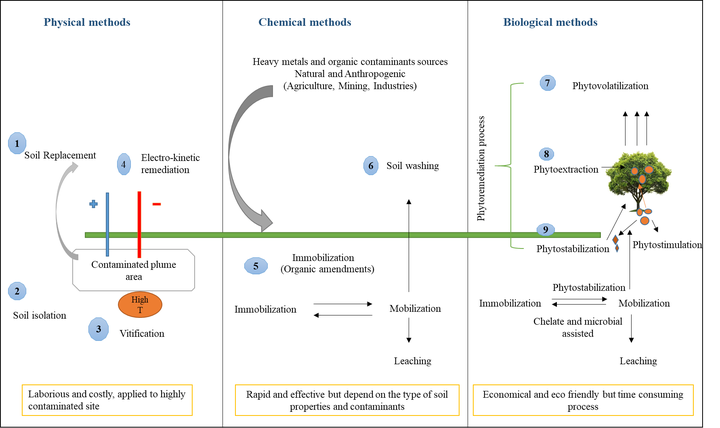 Physical methods
1
Soil Replacement
4
Electro-kinetic
remediation
+
−
Contaminated plume
area
2
Soil isolation
High
T
3
Vitification
Laborious and costly, applied to highly
contaminated site
Chemical methods
Heavy metals and organic contaminants sources
Natural and Anthropogenic
(Agriculture, Mining, Industries)
6
Soil washing
5
Immobilization
(Organic amendments)
Immobilization
Mobilization
Leaching
Rapid and effective but depend on the type of soil
properties and contaminants
Biological methods
Phytoremediation process
7
Phytovolatilization
8
Phytoextraction
9
Phytostabilization
Phytostimulation
Phytostabilization
Immobilization
Mobilization
Chelate and microbial
assisted
Leaching
Economical and eco friendly but time consuming
process